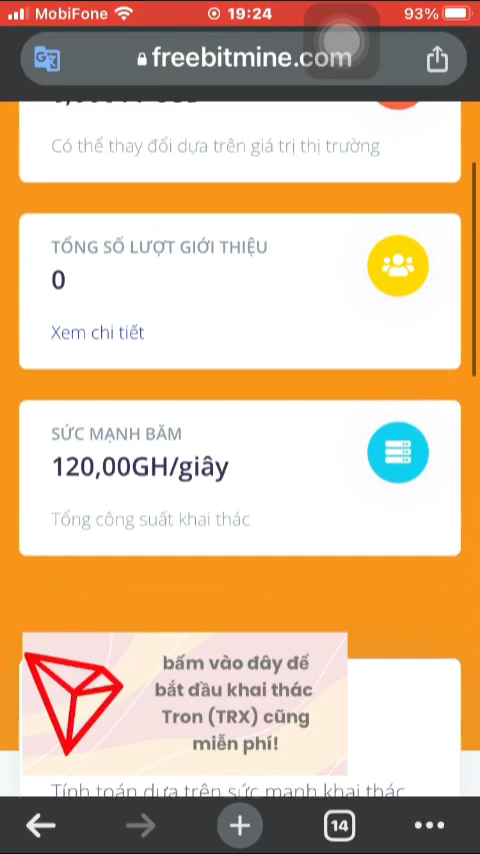 MobiFone
19:24
93%
freebitmine.com
Có thể thay đổi dựa trên giá trị thị trường
TỔNG SỐ LƯỢT GIỚI THIỆU
0
Xem chi tiết
SỨC MẠNH BĂM
120,00GH/giây
Tổng công suất khai thác
bấm vào đây để
bắt đầu khai thác
Tron (TRX) cũng
miễn phí!
Tính toán dựa trên sức mạnh khai thác
14